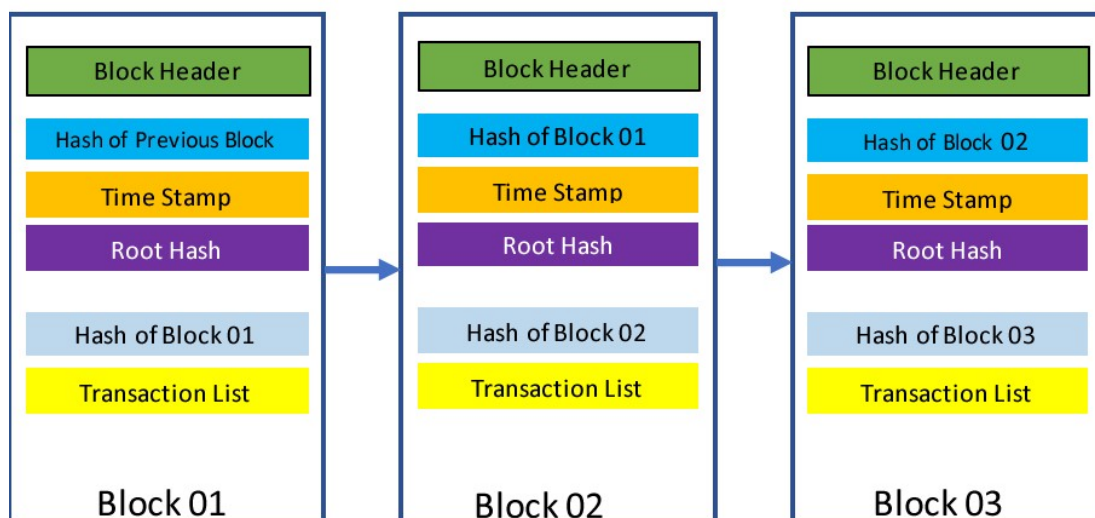 Block Header
Hash of Previous Block
Time Stamp
Root Hash
Hash of Block 01
Transaction List
Block 01
Block Header
Hash of Block 01
Time Stamp
Root Hash
Hash of Block 02
Transaction List
Block 02
Block Header
Hash of Block 02
Time Stamp
Root Hash
Hash of Block 03
Transaction List
Block 03